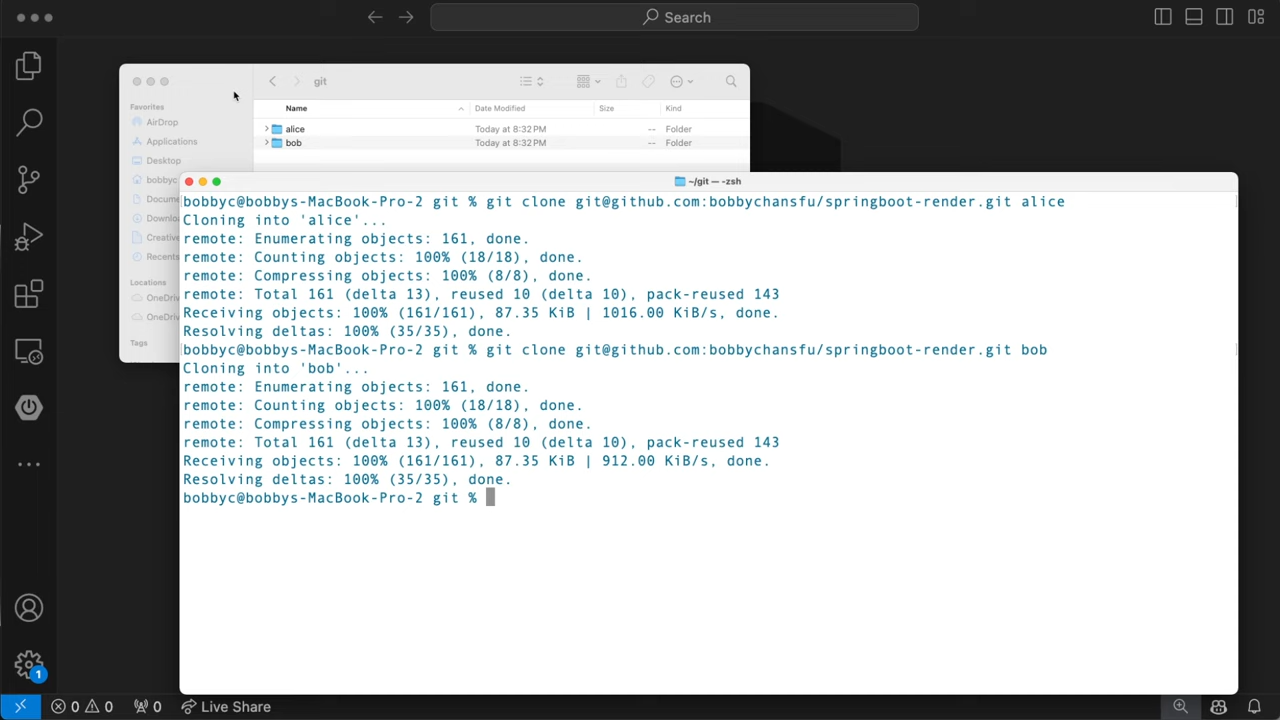 Search
git
Name Date Modified Size Kind
alice Today at 8:32 PM -- Folder
bob Today at 8:32 PM -- Folder
Favorites
AirDrop
Applications
Desktop
bobbyc
Docume
Downloa
Creative
Recents
Locations
OneDriv
OneDriv
Tags
~/git — -zsh
bobbyc@bobbys-MacBook-Pro-2 git % git clone git@github.com:bobbychansfu/springboot-render.git alice
Cloning into 'alice'...
remote: Enumerating objects: 161, done.
remote: Counting objects: 100% (18/18), done.
remote: Compressing objects: 100% (8/8), done.
remote: Total 161 (delta 13), reused 10 (delta 10), pack-reused 143
Receiving objects: 100% (161/161), 87.35 KiB | 1016.00 KiB/s, done.
Resolving deltas: 100% (35/35), done.
bobbyc@bobbys-MacBook-Pro-2 git % git clone git@github.com:bobbychansfu/springboot-render.git bob
Cloning into 'bob'...
remote: Enumerating objects: 161, done.
remote: Counting objects: 100% (18/18), done.
remote: Compressing objects: 100% (8/8), done.
remote: Total 161 (delta 13), reused 10 (delta 10), pack-reused 143
Receiving objects: 100% (161/161), 87.35 KiB | 912.00 KiB/s, done.
Resolving deltas: 100% (35/35), done.
bobbyc@bobbys-MacBook-Pro-2 git %
1
0 0 0 Live Share